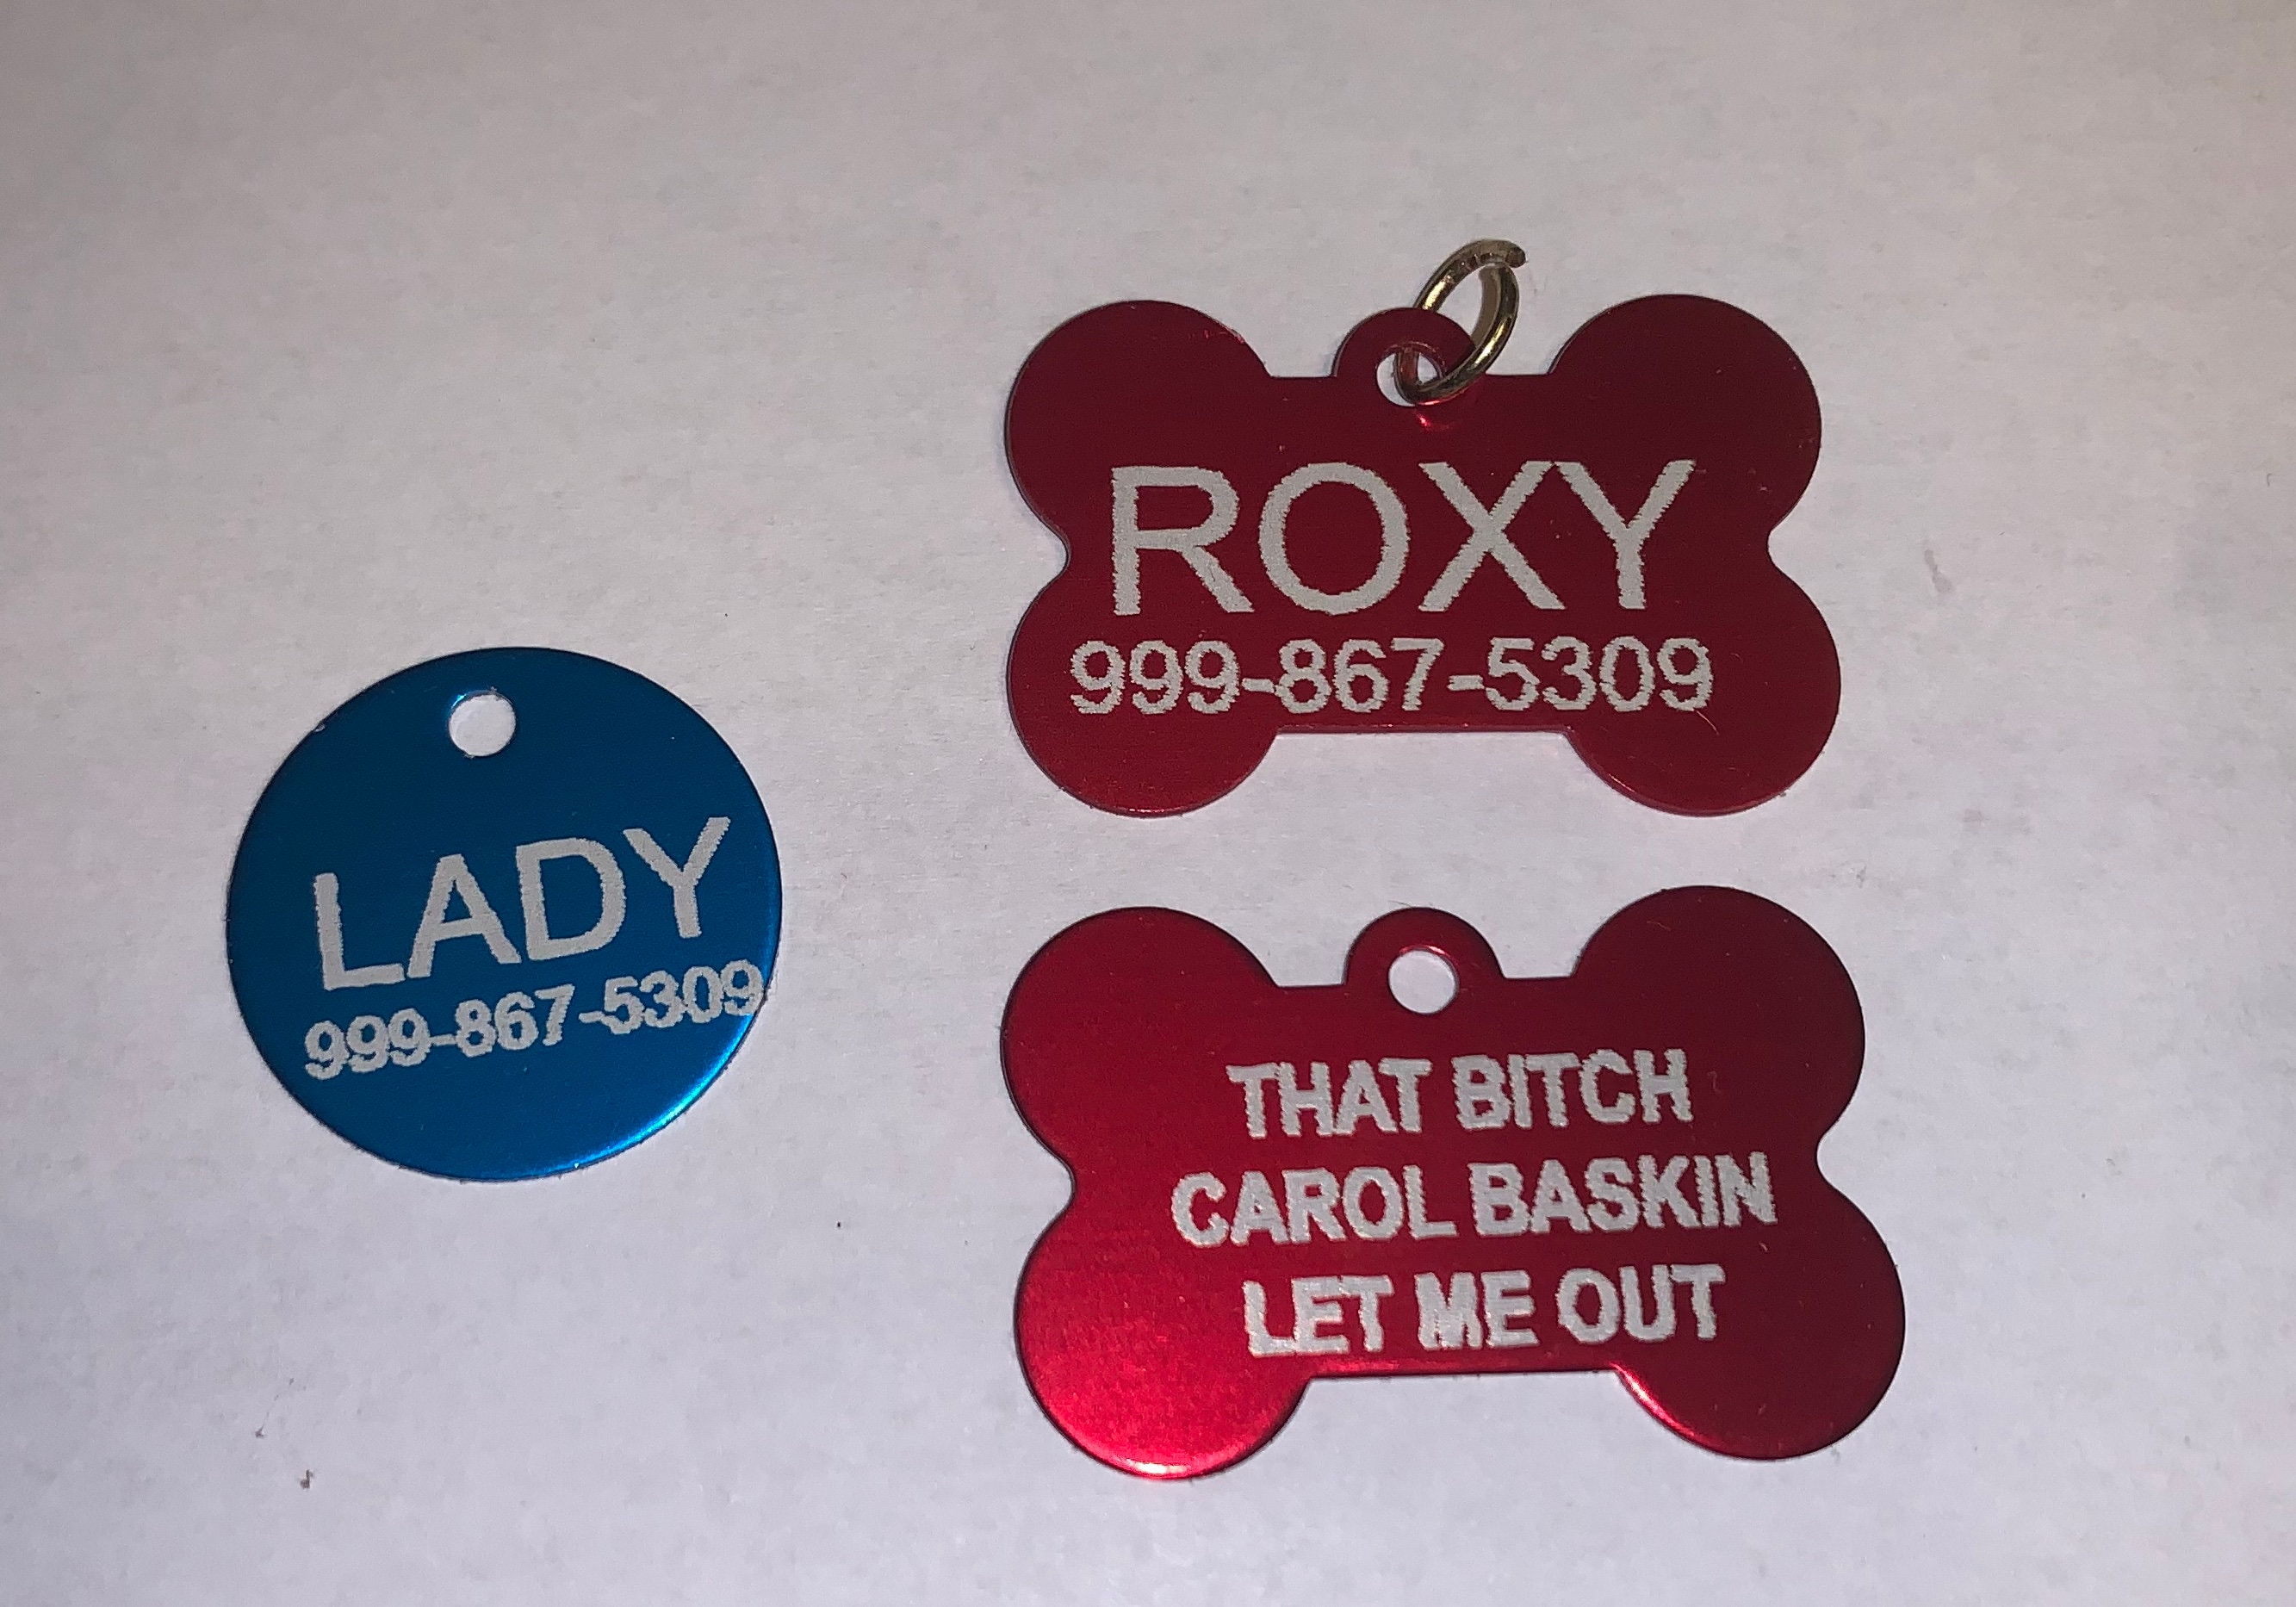 LADY
999-867-5309
ROXY
999-867-5309
THAT BITCH
CAROL BASKIN
LET ME OUT